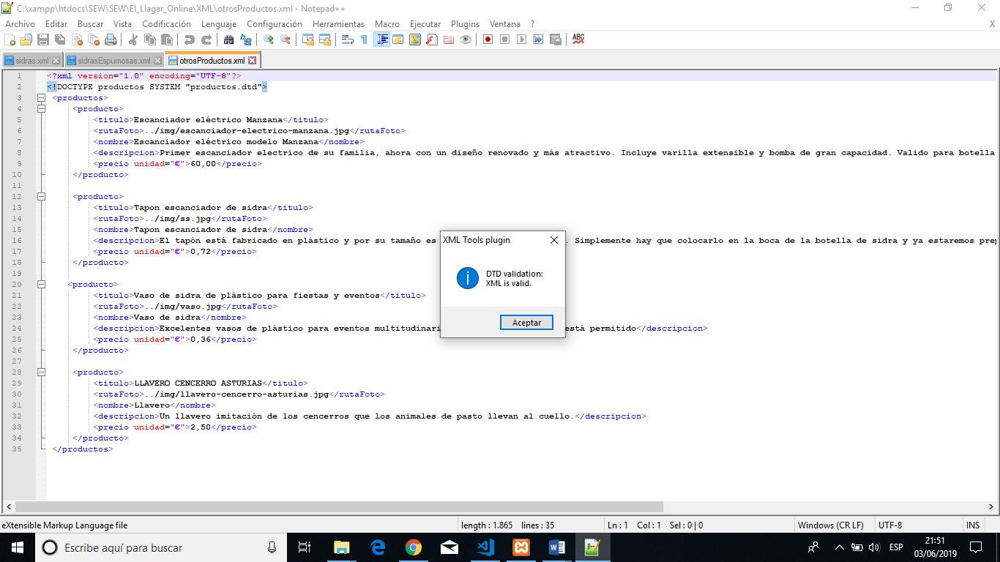 C:\xampp\htdocs\SEW\SEW\El_Llagar_Online\XML\otrosProductos.xml - Notepad++
Archivo Editar Buscar Vista Codificación Lenguaje Configuración Herramientas Macro Ejecutar Plugins Ventana ? X
ABC
sidras.xml sidrasEspumosas.xml otrosProductos.xml
1 <?xml version="1.0" encoding="UTF-8"?>
2 <!DOCTYPE productos SYSTEM "productos.dtd">
3 <productos>
4 <producto>
5 <titulo>Escanciador eléctrico Manzana</titulo>
6 <rutaFoto>../img/escanciador-electrico-manzana.jpg</rutaFoto>
7 <nombre>Escanciador eléctrico modelo Manzana</nombre>
8 <descripcion>Primer escanciador electrico de su familia, ahora con un diseño renovado y más atractivo. Incluye varilla extensible y bomba de gran capacidad. Valido para botella
9 <precio unidad="€">60,00</precio>
10 </producto>
11
12 <producto>
13 <titulo>Tapon escanciador de sidra</titulo>
14 <rutaFoto>../img/ss.jpg</rutaFoto>
15 <nombre>Tapon escanciador de sidra</nombre>
16 <descripcion>El tapón está fabricado en plástico y por su tamaño es . Simplemente hay que colocarlo en la boca de la botella de sidra y ya estaremos prep
17 <precio unidad="€">0,72</precio>
18 </producto>
19
20 <producto>
21 <titulo>Vaso de sidra de plástico para fiestas y eventos</titulo>
22 <rutaFoto>../img/vaso.jpg</rutaFoto>
23 <nombre>Vaso de sidra</nombre>
24 <descripcion>Excelentes vasos de plástico para eventos multitudinari está permitido</descripcion>
25 <precio unidad="€">0,36</precio>
26 </producto>
27
28 <producto>
29 <titulo>LLAVERO CENCERRO ASTURIAS</titulo>
30 <rutaFoto>../img/llavero-cencerro-asturias.jpg</rutaFoto>
31 <nombre>Llavero</nombre>
32 <descripcion>Un llavero imitación de los cencerros que los animales de pasto llevan al cuello.</descripcion>
33 <precio unidad="€">2,50</precio>
34 </producto>
35 </productos>
XML Tools plugin
DTD validation:
XML is valid.
Aceptar
eXtensible Markup Language file length : 1.865 lines : 35 Ln : 1 Col : 1 Sel : 0 | 0 Windows (CR LF) UTF-8 INS
Escribe aquí para buscar
ESP
21:51
03/06/2019